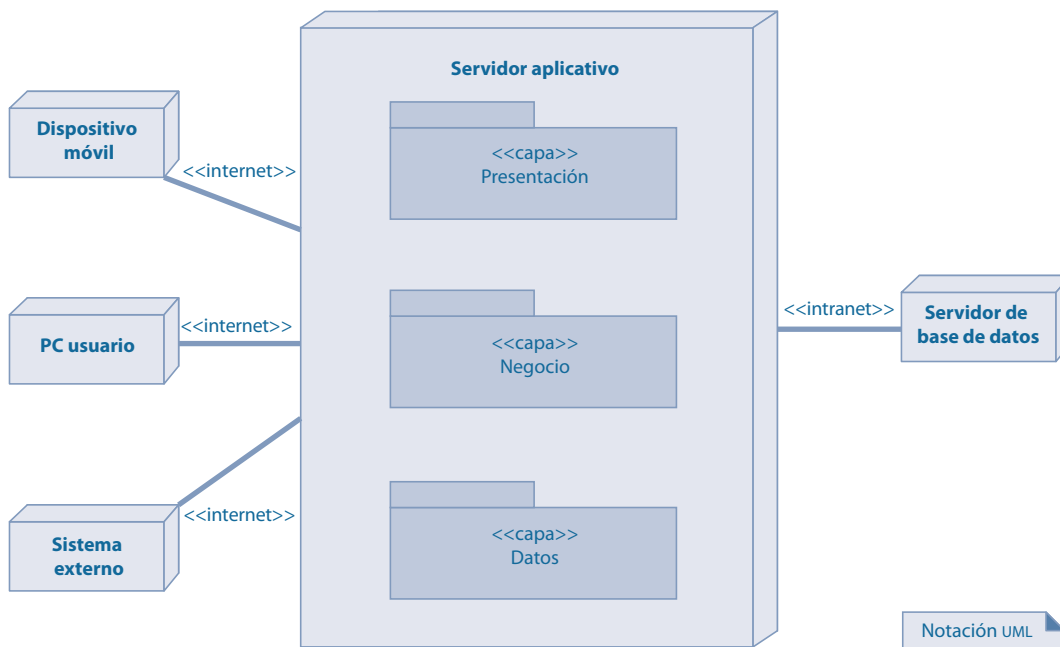 Servidor aplicativo
Dispositivo
móvil
<<internet>>
<<capa>>
Presentación
PC usuario
<<internet>>
<<capa>>
Negocio
<<intranet>>
Servidor de
base de datos
Sistema
externo
<<internet>>
<<capa>>
Datos
Notación UML